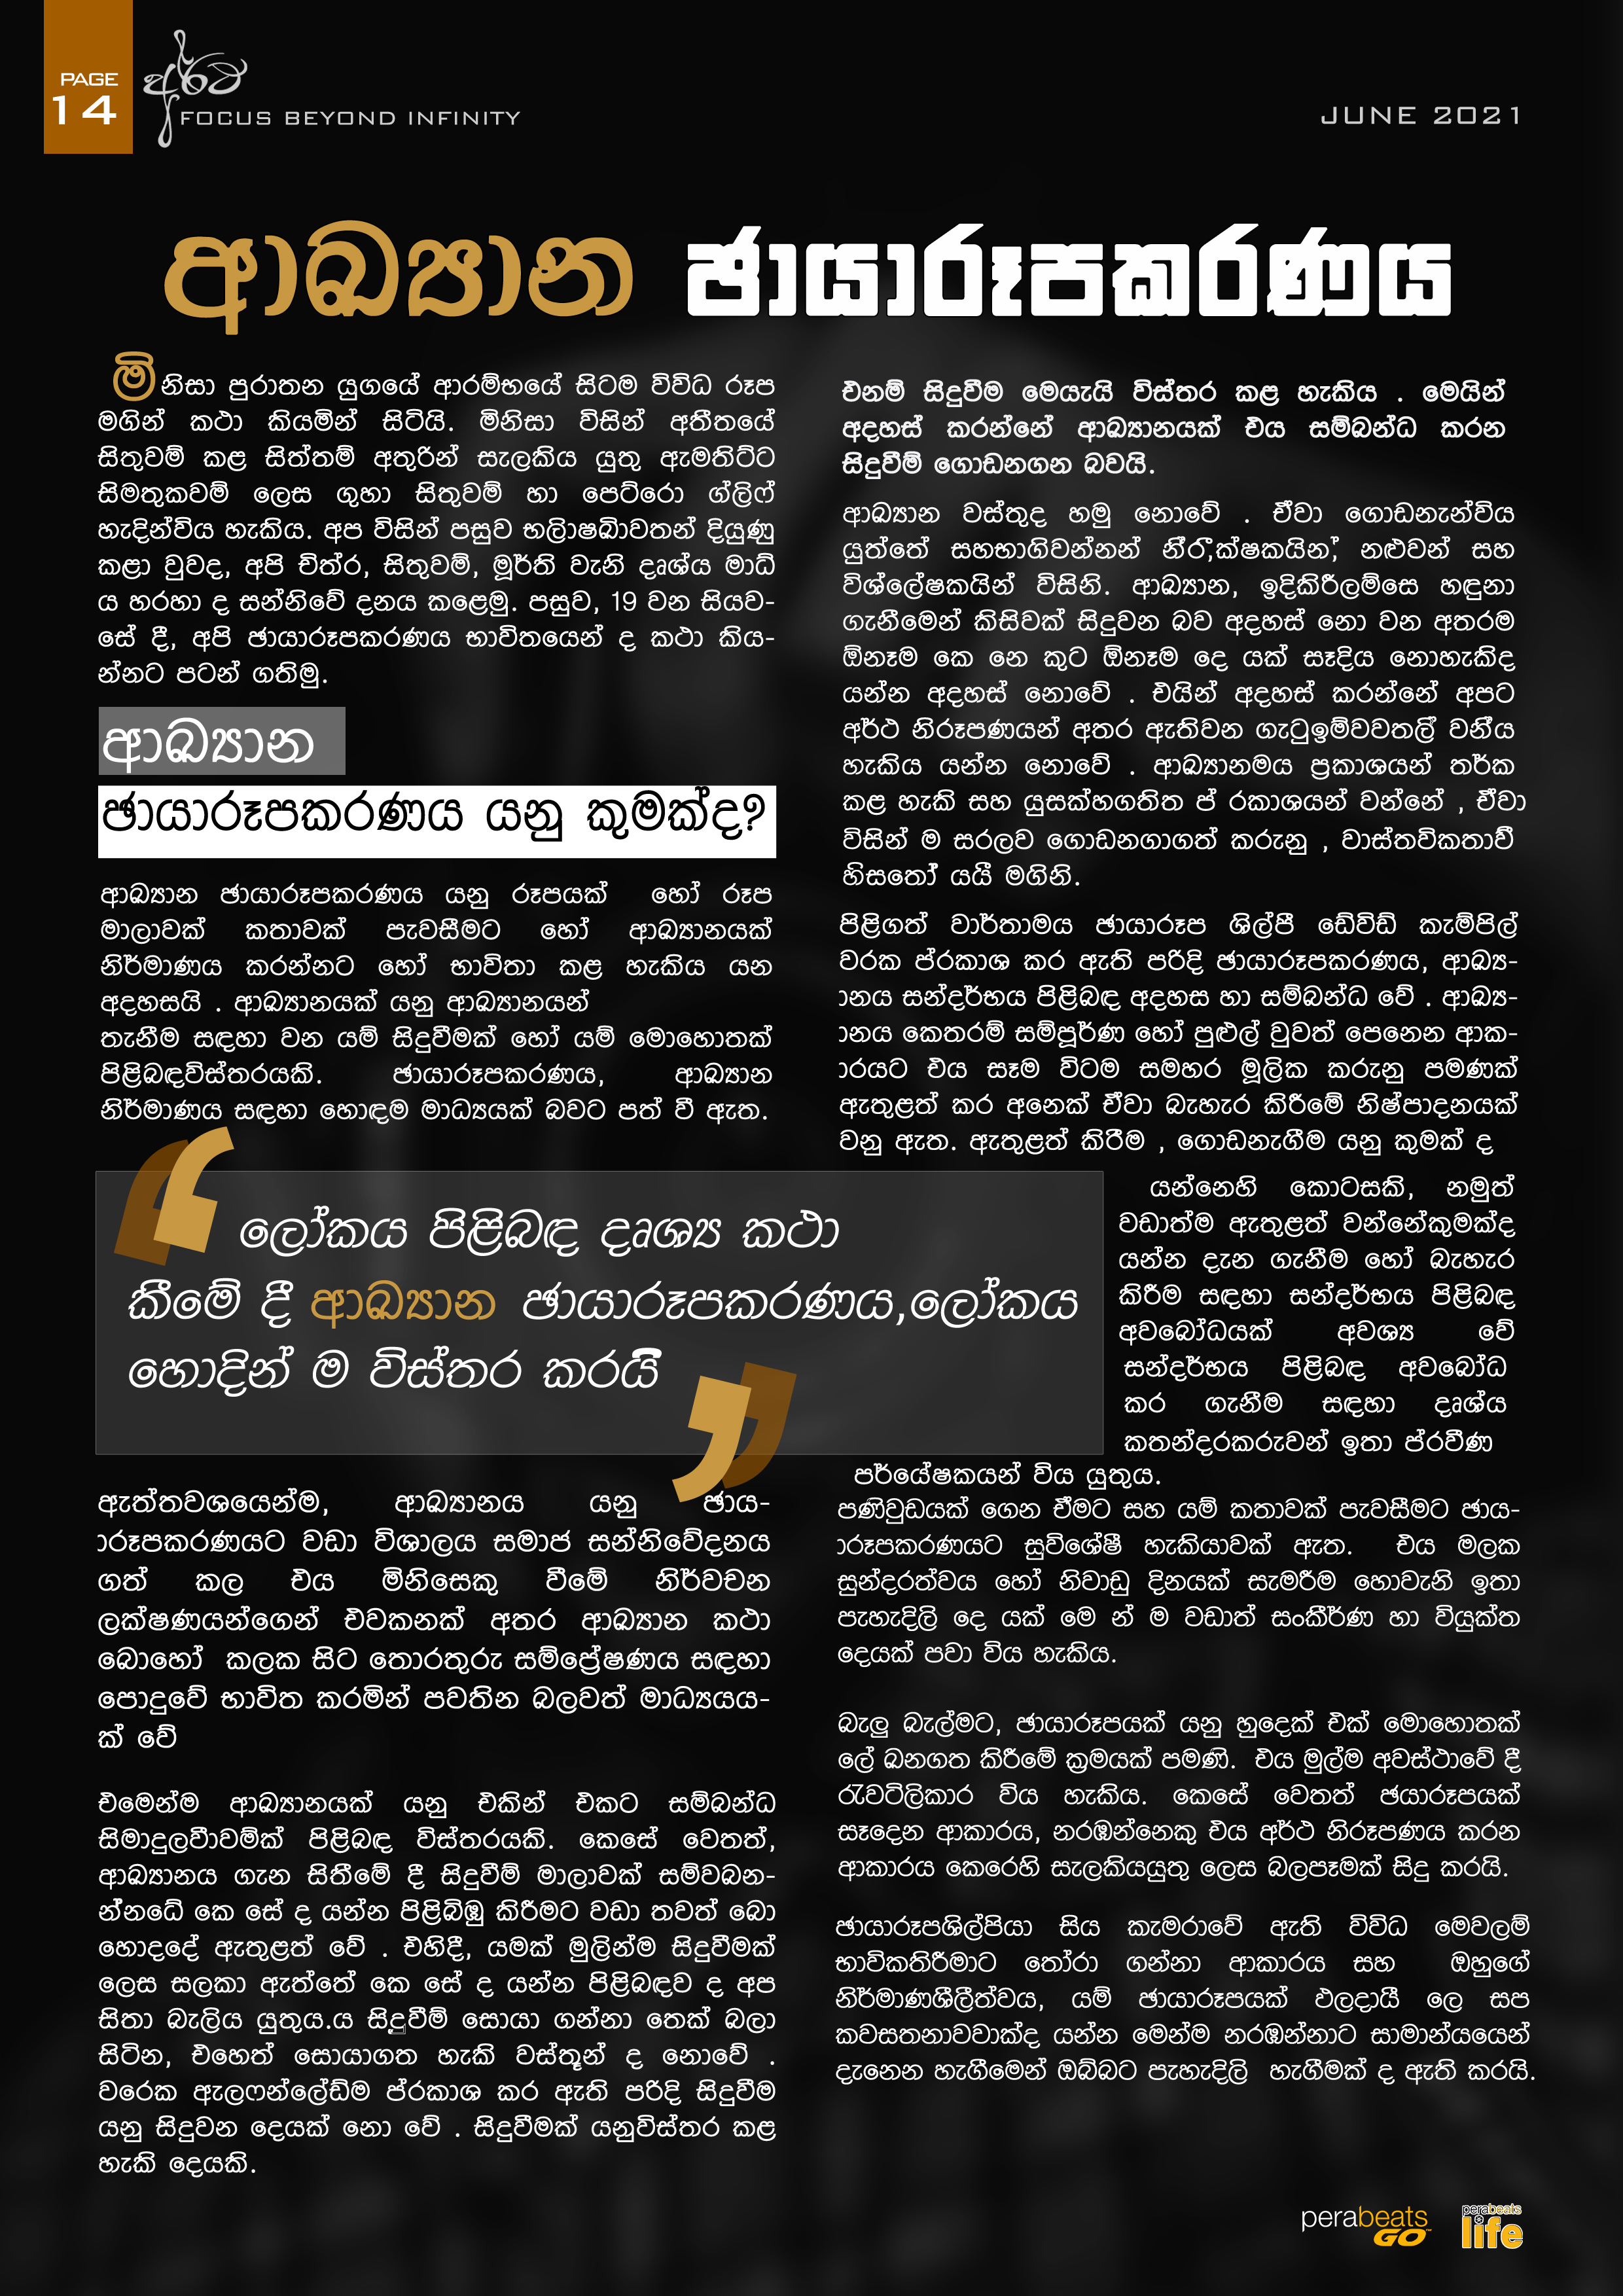 PAGE
14
අර්ථ
FOCUS BEYOND INFINITY
JUNE 2021
ආඛ්‍යාන ඡායාරූපකරණය
මිනිසා පුරාතන යුගයේ ආරම්භයේ සිටම විවිධ රූප
මගින් කථා කියමින් සිටියි. මිනිසා විසින් අතීතයේ
සිතුවම් කළ සිත්තම් අතුරින් සැලකිය යුතු ඇමතිට්ට
සිමතුකවම් ලෙස ගුහා සිතුවම් හා පෙට්රො ග්ලිෆ්
හැදින්විය හැකිය. අප විසින් පසුව දියුණු
කළා වුවද, අපි චිත්ර, සිතුවම්, මූර්ති වැනි දෘශ්ය මාධ්
ය හරහා ද සන්නිවේ දනය කළෙමු. පසුව, 19 වන සියව-
සේ දී, අපි ඡායාරූපකරණය භාවිතයෙන් ද කථා කිය-
න්නට පටන් ගතිමු.
ආඛ්‍යාන
ඡායාරූපකරණය යනු කුමක්ද?
ආඛ්‍යාන ඡායාරූපකරණය යනු රූපයක් හෝ රූප
මාලාවක් කතාවක් පැවසීමට හෝ ආඛ්‍යානයක්
නිර්මාණය කරන්නට හෝ භාවිතා කළ හැකිය යන
අදහසයි . ආඛ්‍යානයක් යනු ආඛ්‍යානයන්
තැනීම සඳහා වන යම් සිදුවීමක් හෝ යම් මොහොතක්
පිළිබඳවිස්තරයකි. ඡායාරූපකරණය, ආඛ්‍යාන
නිර්මාණය සඳහා හොඳම මාධ්‍යයක් බවට පත් වී ඇත.
“ ලෝකය පිළිබඳ දෘශ්‍ය කථා
කීමේ දී ආඛ්‍යාන ඡායාරූපකරණය,ලෝකය
හොදින් ම විස්තර කරයි ”
ඇත්තවශයෙන්ම, ආඛ්‍යානය යනු ඡාය-
ාරූපකරණයට වඩා විශාලය සමාජ සන්නිවේදනය
ගත් කල එය මිනිසෙකු වීමේ නිර්වචන
ලක්ෂණයන්ගෙන් එවකනක් අතර ආඛ්‍යාන කථා
බොහෝ කලක සිට තොරතුරු සම්ප්‍රේෂණය සඳහා
පොදුවේ භාවිත කරමින් පවතින බලවත් මාධ්‍යයය-
ක් වේ
එමෙන්ම ආඛ්‍යානයක් යනු එකින් එකට සම්බන්ධ
සිමාදුලවීාවම්ක් පිළිබඳ විස්තරයකි. කෙසේ වෙතත්,
ආඛ්‍යානය ගැන සිතීමේ දී සිදුවීම් මාලාවක් සම්වබන-
න්නධේ කෙ සේ ද යන්න පිළිබිඹු කිරීමට වඩා තවත් බො
හොදදේ ඇතුළත් වේ . එහිදී, යමක් මුලින්ම සිදුවීමක්
ලෙස සලකා ඇත්තේ කෙ සේ ද යන්න පිළිබඳව ද අප
සිතා බැලිය යුතුය.ය සිදුවීම් සොයා ගන්නා තෙක් බලා
සිටින, එහෙත් සොයාගත හැකි වස්තූන් ද නොවේ .
වරෙක ඇලෆන්ලේඩ්ම ප්රකාශ කර ඇති පරිදි සිදුවීම
යනු සිදුවන දෙයක් නො වේ . සිදුවීමක් යනුවිස්තර කළ
හැකි දෙයකි.
එනම් සිදුවීම මෙයැයි විස්තර කළ හැකිය . මෙයින්
අදහස් කරන්නේ ආඛ්‍යානයක් එය සම්බන්ධ කරන
සිදුවීම් ගොඩනගන බවයි.
ආඛ්‍යාන වස්තුද හමු නොවේ . ඒවා ගොඩනැන්විය
යුත්තේ සහභාගිවන්නන් නළුවන් සහ
විශ්ලේෂකයින් විසිනි. ආඛ්‍යාන, ඉදිකිරීලම්සෙ හඳුනා
ගැනීමෙන් කිසිවක් සිදුවන බව අදහස් නො වන අතරම
ඕනෑම කෙ නෙ කුට ඕනෑම දෙ යක් සෑදිය නොහැකිද
යන්න අදහස් නොවේ . එයින් අදහස් කරන්නේ අපට
අර්ථ නිරූපණයන් අතර ඇතිවන වනීය
හැකිය යන්න නොවේ . ආඛ්‍යානමය ප්‍රකාශයන් තර්ක
කළ හැකි සහ යුසක්හගතිත ප් රකාශයන් වන්නේ , ඒවා
විසින් ම සරලව ගොඩනගාගත් කරුනු , වාස්තවිකතාවී
හිසතෝ යයී මගිනි.
පිළිගත් වාර්තාමය ඡායාරූප ශිල්පී ඩේවිඩ් කැම්පිල්
වරක ප්රකාශ කර ඇති පරිදි ඡායාරූපකරණය, ආඛ්‍ය-
ානය සන්දර්භය පිළිබඳ අදහස හා සම්බන්ධ වේ . ආඛ්‍ය-
ානය කෙතරම් සම්පූර්ණ හෝ පුළුල් වුවත් පෙනෙන ආක-
ාරයට එය සෑම විටම සමහර මූලික කරුනු පමණක්
ඇතුළත් කර අනෙක් ඒවා බැහැර කිරීමේ නිෂ්පාදනයක්
වනු ඇත. ඇතුළත් කිරීම , ගොඩනැගීම යනු කුමක් ද
යන්නෙහි කොටසකි, නමුත්
වඩාත්ම ඇතුළත් වන්නේකුමක්ද
යන්න දැන ගැනීම හෝ බැහැර
කිරීම සඳහා සන්දර්භය පිළිබඳ
අවබෝධයක් අවශ්‍ය වේ
සන්දර්භය පිළිබඳ අවබෝධ
කර ගැනීම සඳහා දෘශ්ය
කතන්දරකරුවන් ඉතා ප්රවීණ
පර්යේෂකයන් විය යුතුය.
පණිවුඩයක් ගෙන ඒමට සහ යම් කතාවක් පැවසීමට ඡාය-
ාරූපකරණයට සුවිශේෂී හැකියාවක් ඇත. එය මලක
සුන්දරත්වය හෝ නිවාඩු දිනයක් සැමරීම හොවැනි ඉතා
පැහැදිලි දෙ යක් මෙ න් ම වඩාත් සංකීර්ණ හා වියුක්ත
දෙයක් පවා විය හැකිය.
බැලු බැල්මට, ඡායාරූපයක් යනු හුදෙක් එක් මොහොතක්
ලේ ඛනගත කිරීමේ ක්‍රමයක් පමණි. එය මුල්ම අවස්ථාවේ දී
රැවටිලිකාර විය හැකිය. කෙසේ වෙතත් ඡයාරූපයක්
සෑදෙන ආකාරය, නරඹන්නෙකු එය අර්ථ නිරූපණය කරන
ආකාරය කෙරෙහි සැලකියයුතු ලෙස බලපෑමක් සිදු කරයි.
ඡායාරූපශිල්පියා සිය කැමරාවේ ඇති විවිධ මෙවලම්
භාවිකතිරීමාට තෝරා ගන්නා ආකාරය සහ ඔහුගේ
නිර්මාණශීලීත්වය, යම් ඡායාරූපයක් ඵලදායී ලෙ සප
කවසතනාවවාක්ද යන්න මෙන්ම නරඹන්නාට සාමාන්යයෙන්
දැනෙන හැගීමෙන් ඔබ්බට පැහැදිලි හැගීමක් ද ඇති කරයි.
perabeats
GO
perabeats
life